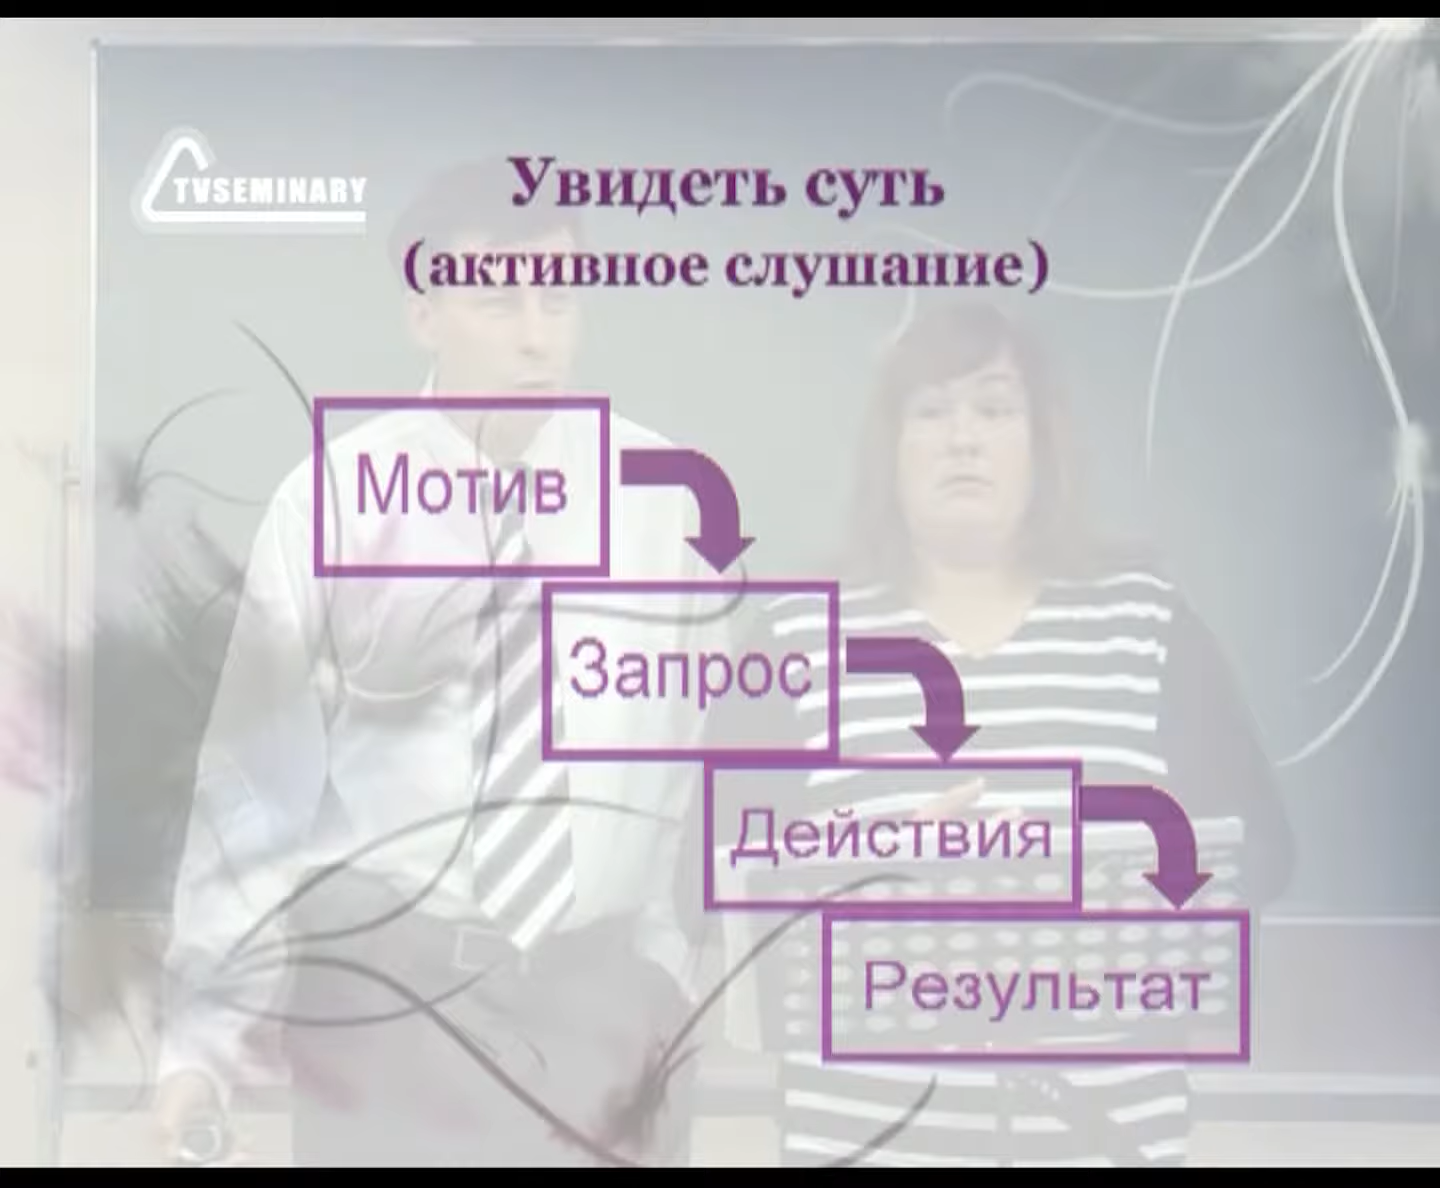 TVSEMINARY
Увидеть суть
(активное слушание)
Мотив
Запрос
Действия
Результат